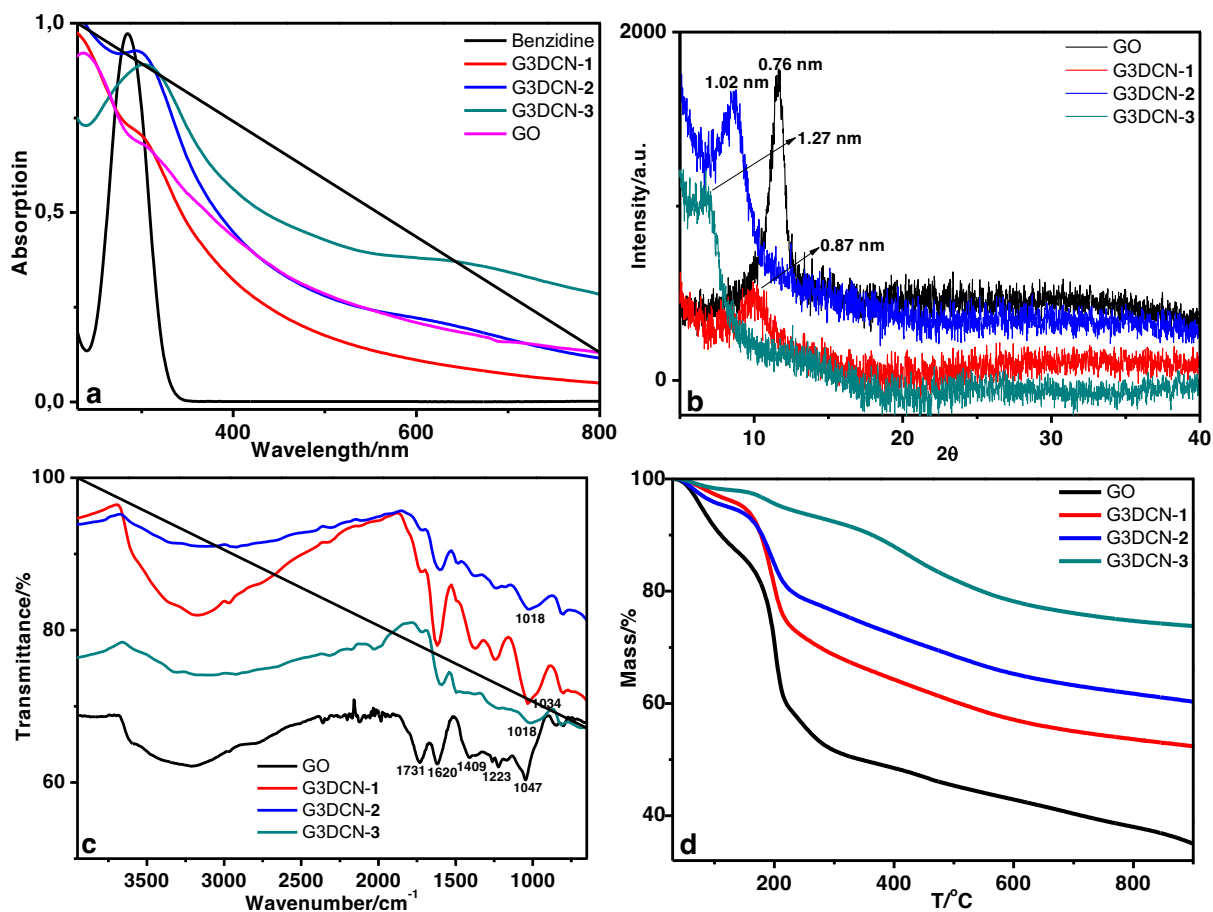 1,0
0,5
0,0
Absorption
Benzidine
G3DCN-1
G3DCN-2
G3DCN-3
GO
a
400
600
800
Wavelength/nm
2000
0
Intensity/a.u.
GO
G3DCN-1
G3DCN-2
G3DCN-3
0.76 nm
1.02 nm
1.27 nm
0.87 nm
b
10
20
30
40
2θ
100
80
60
Transmittance/%
1018
1034
1018
1731
1620
1409
1223
1047
GO
G3DCN-1
G3DCN-2
G3DCN-3
c
3500
3000
2500
2000
1500
1000
Wavenumber/cm⁻¹
100
80
60
40
Mass/%
GO
G3DCN-1
G3DCN-2
G3DCN-3
d
200
400
600
800
T/°C